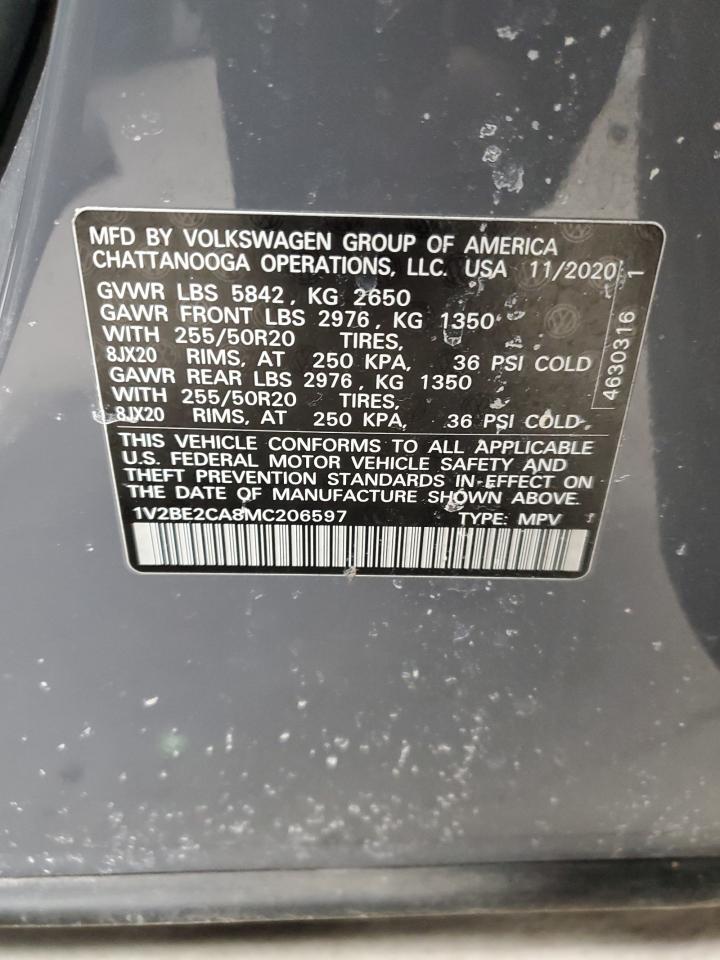 MFD BY VOLKSWAGEN GROUP OF AMERICA
CHATTANOOGA OPERATIONS, LLC. USA 11/2020
GVWR LBS 5842, KG 2650
GAWR FRONT LBS 2976, KG 1350
WITH 255/50R20 TIRES,
8JX20 RIMS, AT 250 KPA, 36 PSI COLD
GAWR REAR LBS 2976, KG 1350
WITH 255/50R20 TIRES,
8JX20 RIMS, AT 250 KPA, 36 PSI COLD.
4630316 1
THIS VEHICLE CONFORMS TO ALL APPLICABLE
U.S. FEDERAL MOTOR VEHICLE SAFETY AND
THEFT PREVENTION STANDARDS IN EFFECT ON
THE DATE OF MANUFACTURE SHOWN ABOVE.
1V2BE2CA8MC206597 TYPE: MPV